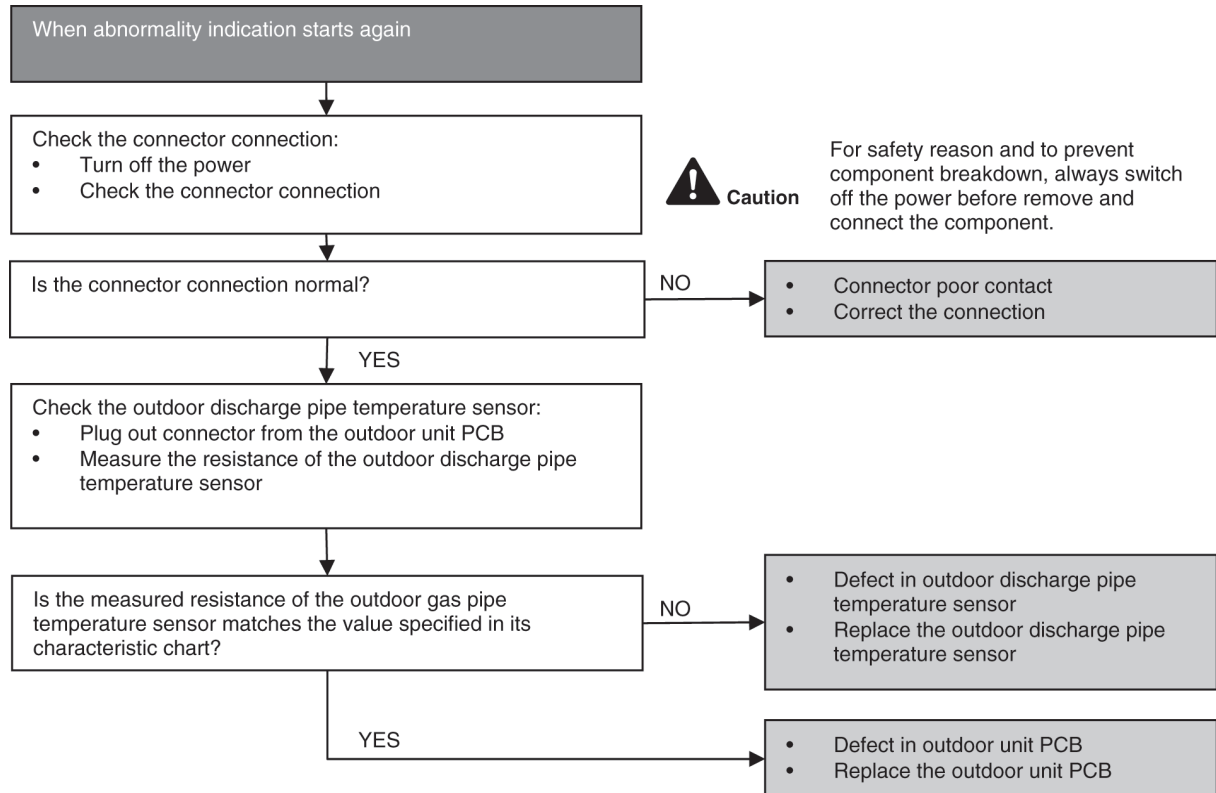 When abnormality indication starts again
Check the connector connection:
• Turn off the power
• Check the connector connection
Caution
For safety reason and to prevent
component breakdown, always switch
off the power before remove and
connect the component.
Is the connector connection normal?
NO
• Connector poor contact
• Correct the connection
YES
Check the outdoor discharge pipe temperature sensor:
• Plug out connector from the outdoor unit PCB
• Measure the resistance of the outdoor discharge pipe
temperature sensor
Is the measured resistance of the outdoor gas pipe
temperature sensor matches the value specified in its
characteristic chart?
NO
• Defect in outdoor discharge pipe
temperature sensor
• Replace the outdoor discharge pipe
temperature sensor
YES
• Defect in outdoor unit PCB
• Replace the outdoor unit PCB